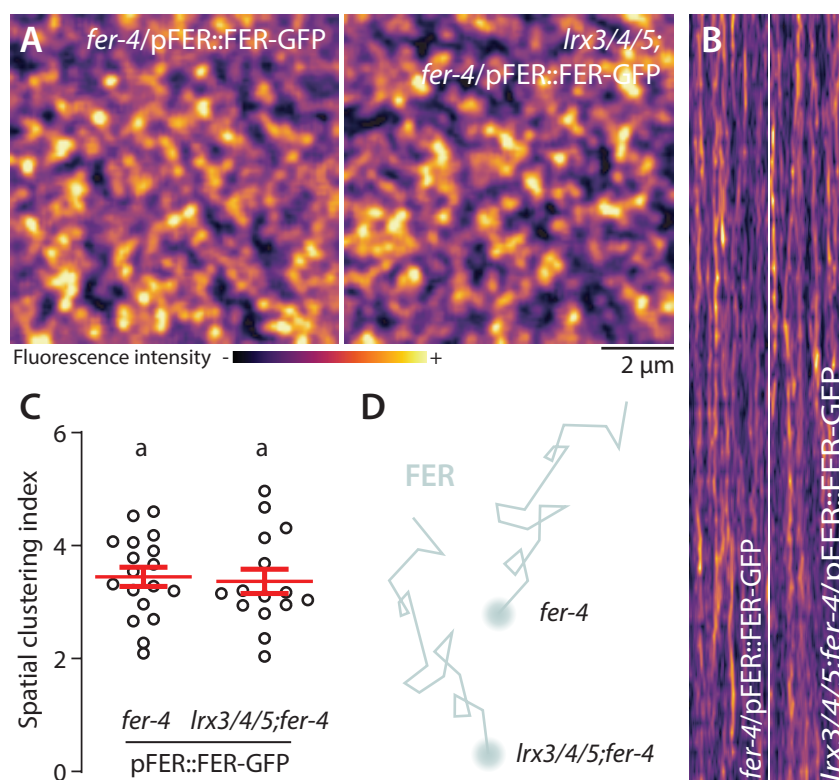 A
fer-4/pFER::FER-GFP
lrx3/4/5;
fer-4/pFER::FER-GFP
B
fer-4/pFER::FER-GFP
lrx3/4/5;fer-4/pFER::FER-GFP
Fluorescence intensity - +
2 µm
C
Spatial clustering index
6
4
2
0
a a
fer-4 lrx3/4/5;fer-4
pFER::FER-GFP
D
FER
fer-4
lrx3/4/5;fer-4